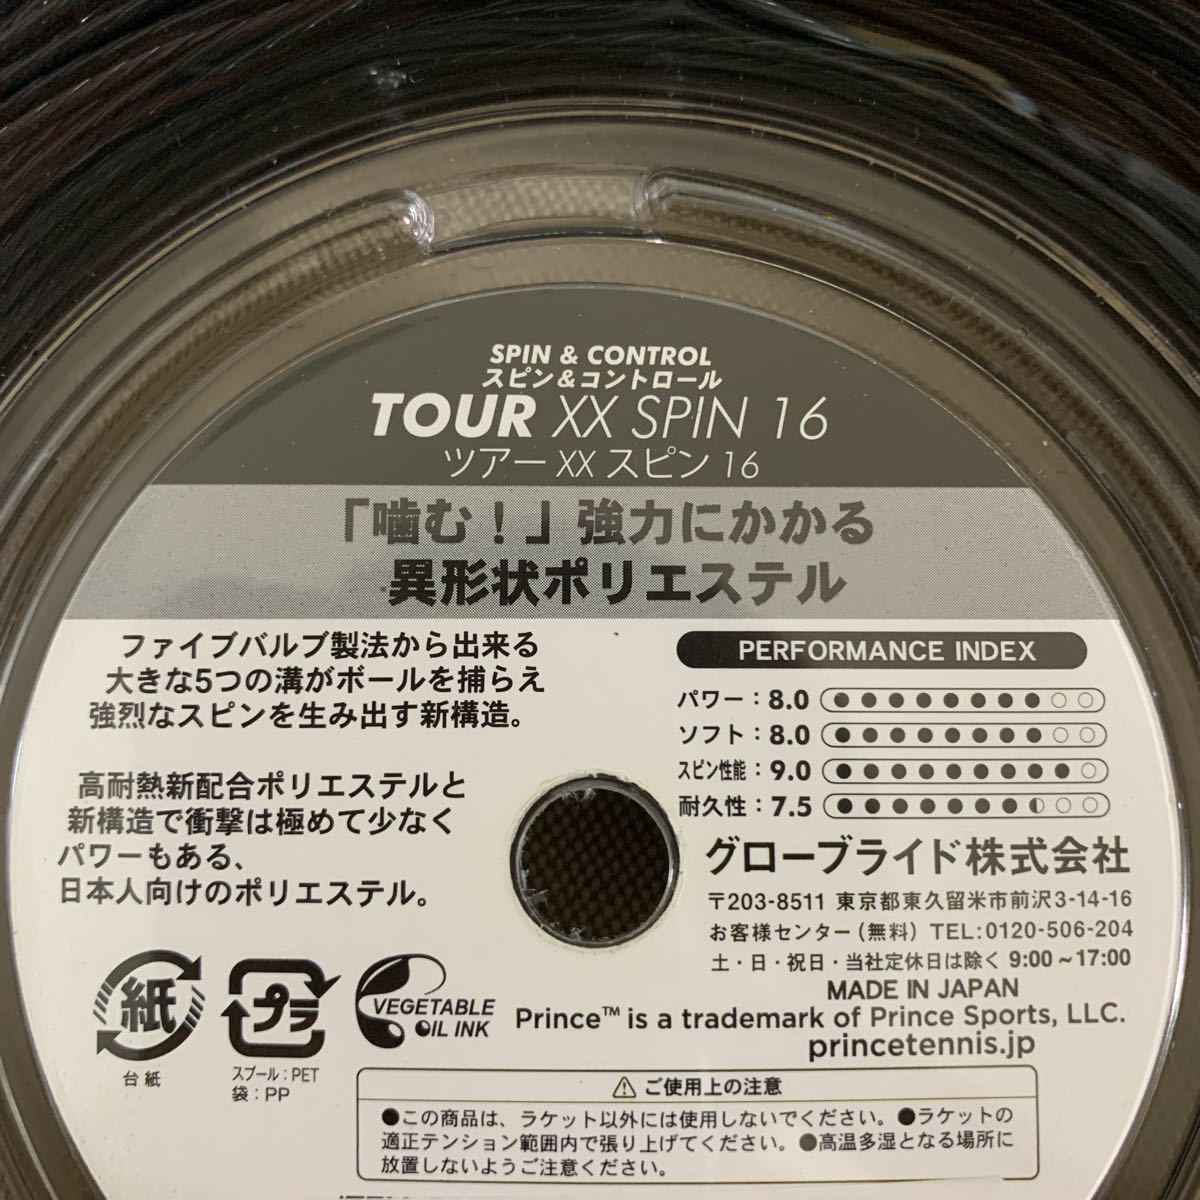 SPIN & CONTROL
スピン&コントロール
TOUR XX SPIN 16
ツアー XX スピン 16
「噛む！」強力にかかる
異形状ポリエステル
ファイブバルブ製法から出来る
大きな5つの溝がボールを捕らえ
強烈なスピンを生み出す新構造。
高耐熱新配合ポリエステルと
新構造で衝撃は極めて少なく
パワーもある、
日本人向けのポリエステル。
PERFORMANCE INDEX
パワー：8.0
ソフト：8.0
スピン性能：9.0
耐久性：7.5
グローブライド株式会社
〒203-8511 東京都東久留米市前沢3-14-16
お客様センター（無料） TEL:0120-506-204
土・日・祝日・当社定休日は除く 9:00～17:00
MADE IN JAPAN
Prince™ is a trademark of Prince Sports, LLC.
princetennis.jp
紙
台紙
プラ
スプール：PET
袋：PP
VEGETABLE
OIL INK
⚠ ご使用上の注意
●この商品は、ラケット以外には使用しないでください。●ラケットの
適正テンション範囲内で張り上げてください。●高温多湿となる場所に
放置しないようご注意ください。